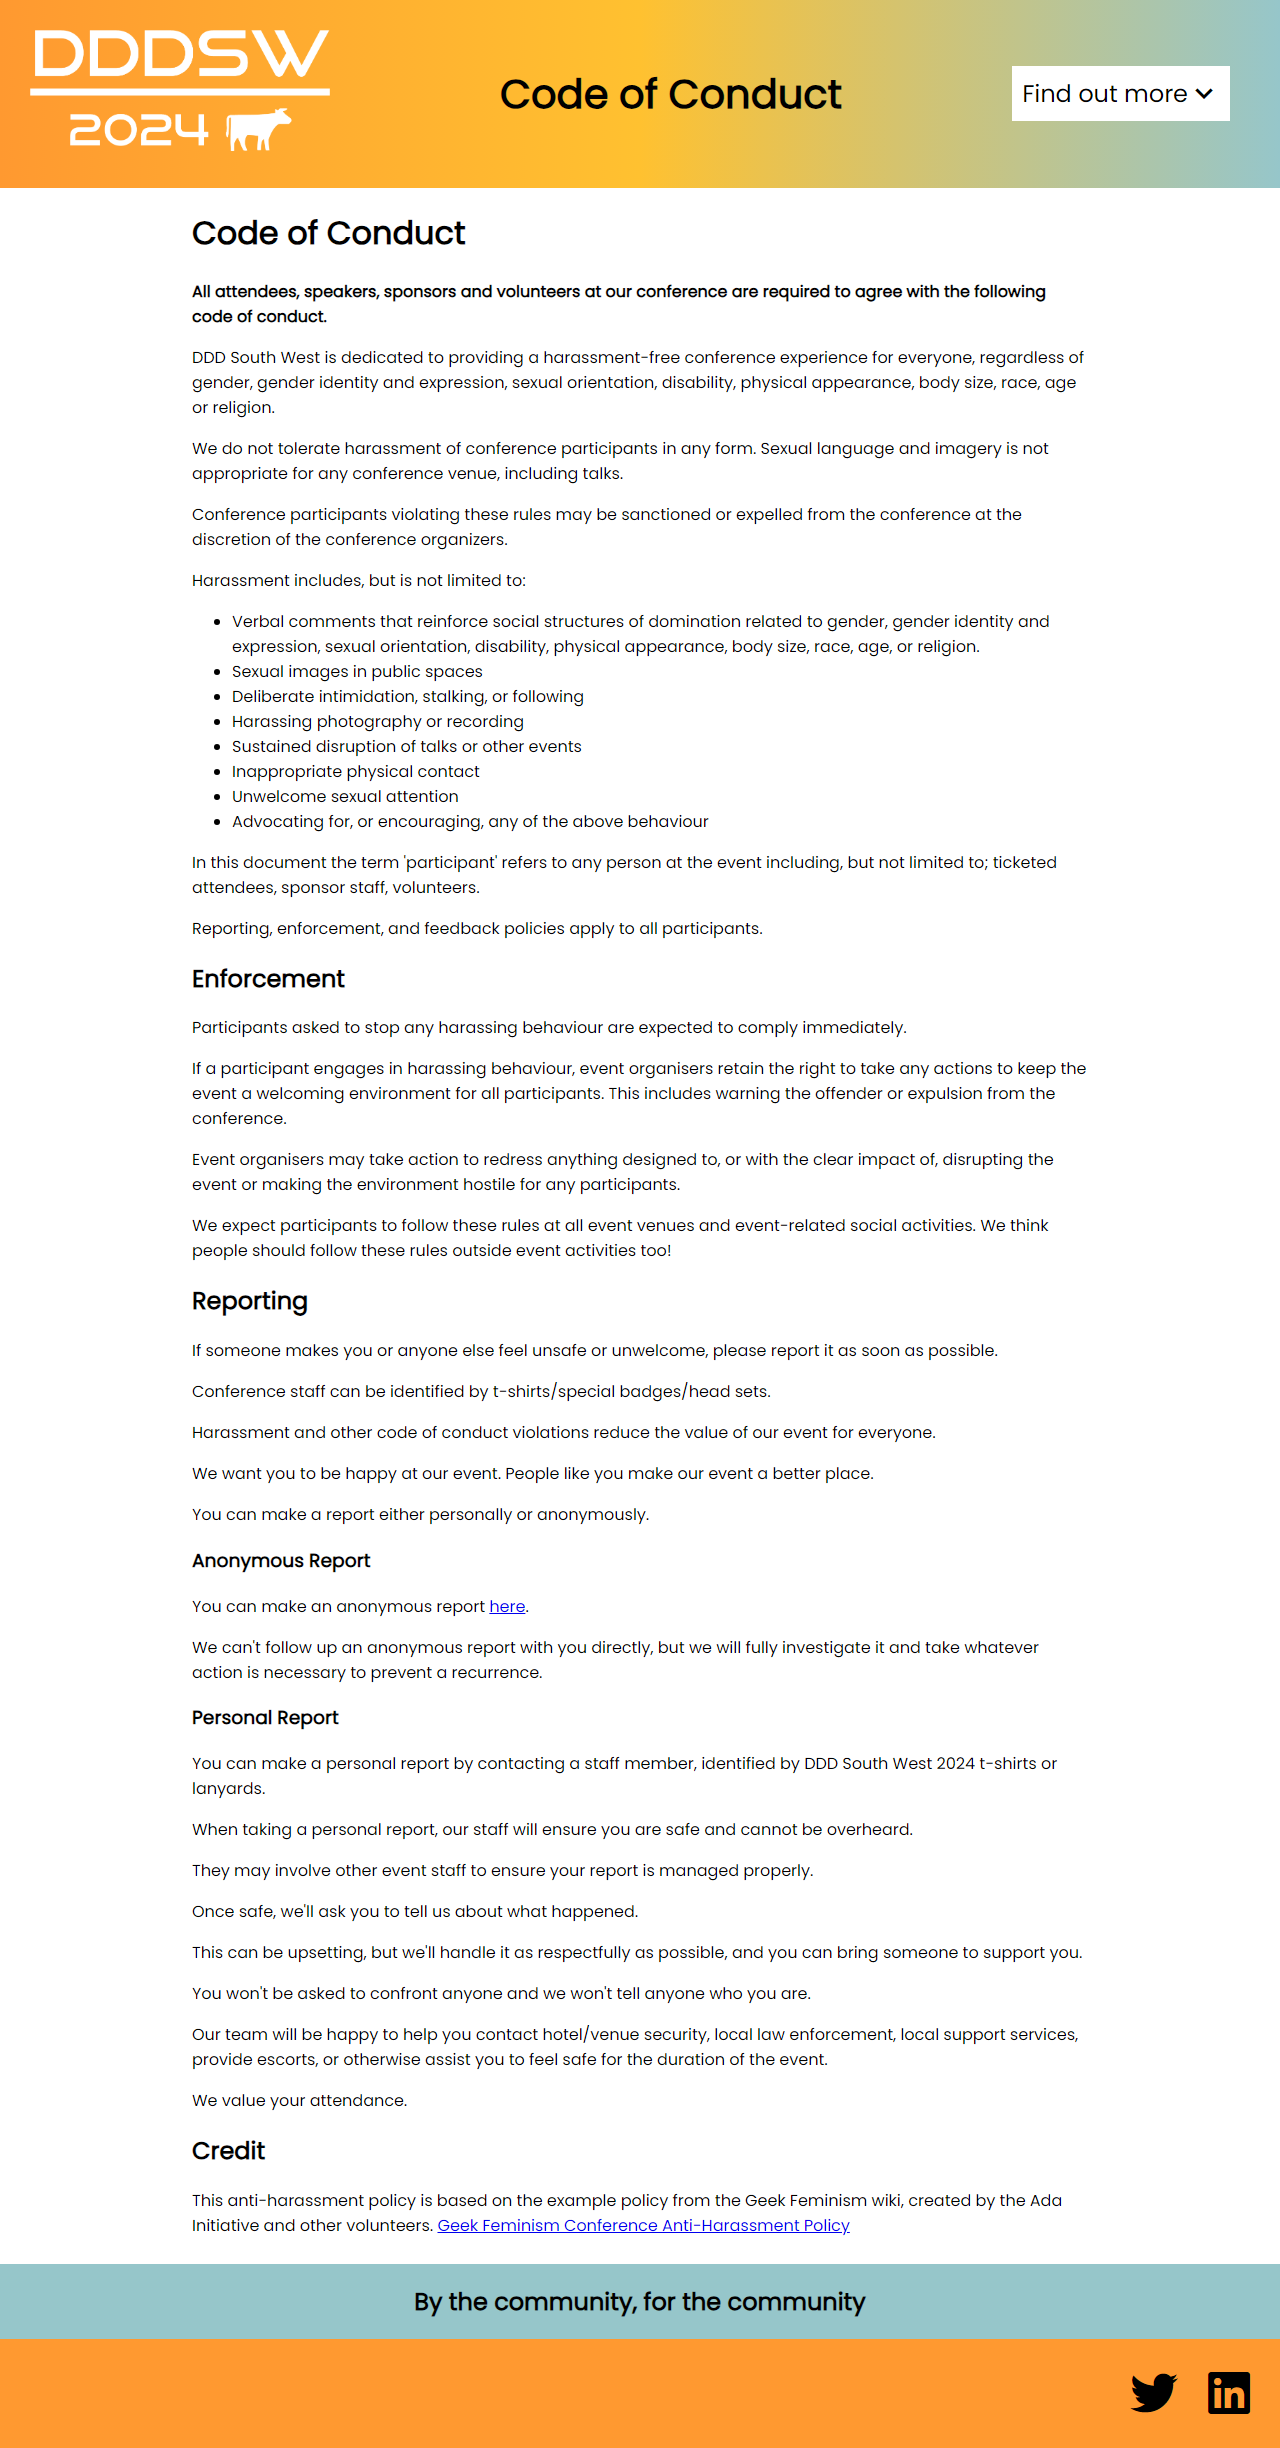 DDDSW
2024
Code of Conduct
Find out more
Code of Conduct
All attendees, speakers, sponsors and volunteers at our conference are required to agree with the following
code of conduct.
DDD South West is dedicated to providing a harassment-free conference experience for everyone, regardless of
gender, gender identity and expression, sexual orientation, disability, physical appearance, body size, race, age
or religion.
We do not tolerate harassment of conference participants in any form. Sexual language and imagery is not
appropriate for any conference venue, including talks.
Conference participants violating these rules may be sanctioned or expelled from the conference at the
discretion of the conference organizers.
Harassment includes, but is not limited to:
• Verbal comments that reinforce social structures of domination related to gender, gender identity and
expression, sexual orientation, disability, physical appearance, body size, race, age, or religion.
• Sexual images in public spaces
• Deliberate intimidation, stalking, or following
• Harassing photography or recording
• Sustained disruption of talks or other events
• Inappropriate physical contact
• Unwelcome sexual attention
• Advocating for, or encouraging, any of the above behaviour
In this document the term 'participant' refers to any person at the event including, but not limited to; ticketed
attendees, sponsor staff, volunteers.
Reporting, enforcement, and feedback policies apply to all participants.
Enforcement
Participants asked to stop any harassing behaviour are expected to comply immediately.
If a participant engages in harassing behaviour, event organisers retain the right to take any actions to keep the
event a welcoming environment for all participants. This includes warning the offender or expulsion from the
conference.
Event organisers may take action to redress anything designed to, or with the clear impact of, disrupting the
event or making the environment hostile for any participants.
We expect participants to follow these rules at all event venues and event-related social activities. We think
people should follow these rules outside event activities too!
Reporting
If someone makes you or anyone else feel unsafe or unwelcome, please report it as soon as possible.
Conference staff can be identified by t-shirts/special badges/head sets.
Harassment and other code of conduct violations reduce the value of our event for everyone.
We want you to be happy at our event. People like you make our event a better place.
You can make a report either personally or anonymously.
Anonymous Report
You can make an anonymous report here.
We can't follow up an anonymous report with you directly, but we will fully investigate it and take whatever
action is necessary to prevent a recurrence.
Personal Report
You can make a personal report by contacting a staff member, identified by DDD South West 2024 t-shirts or
lanyards.
When taking a personal report, our staff will ensure you are safe and cannot be overheard.
They may involve other event staff to ensure your report is managed properly.
Once safe, we'll ask you to tell us about what happened.
This can be upsetting, but we'll handle it as respectfully as possible, and you can bring someone to support you.
You won't be asked to confront anyone and we won't tell anyone who you are.
Our team will be happy to help you contact hotel/venue security, local law enforcement, local support services,
provide escorts, or otherwise assist you to feel safe for the duration of the event.
We value your attendance.
Credit
This anti-harassment policy is based on the example policy from the Geek Feminism wiki, created by the Ada
Initiative and other volunteers. Geek Feminism Conference Anti-Harassment Policy
By the community, for the community
in